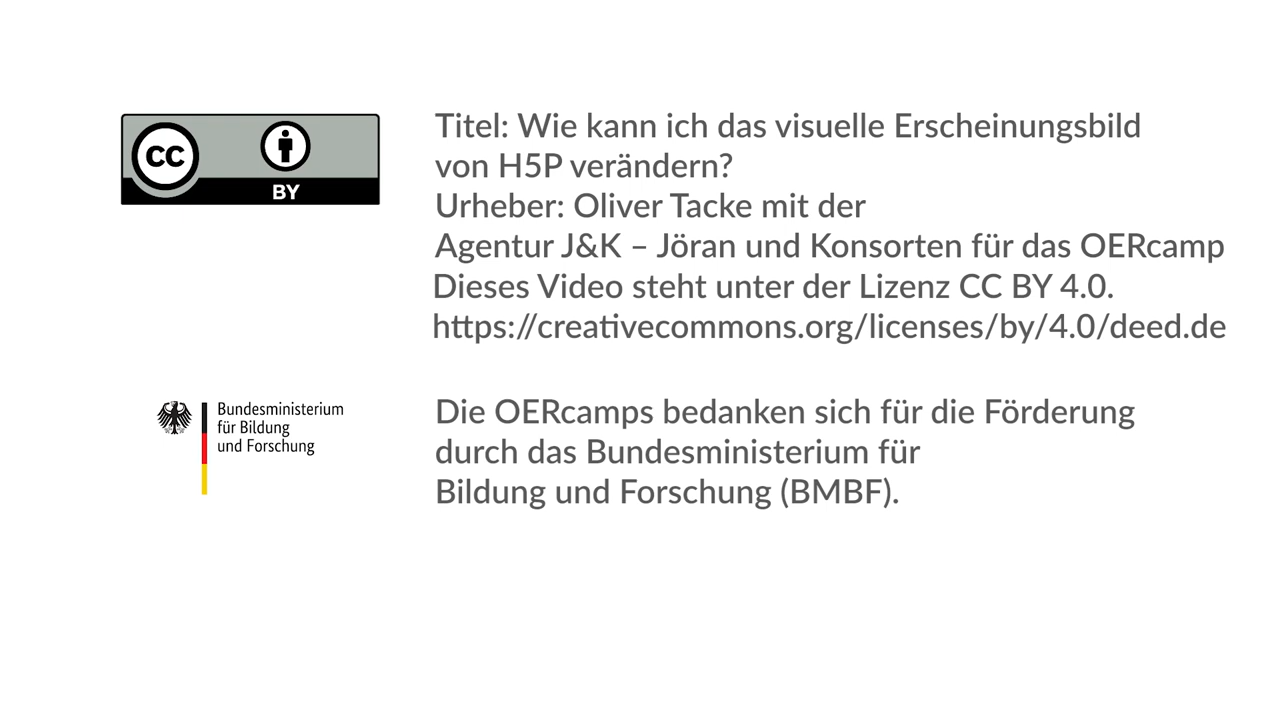 CC
BY
Titel: Wie kann ich das visuelle Erscheinungsbild
von H5P verändern?
Urheber: Oliver Tacke mit der
Agentur J&K – Jöran und Konsorten für das OERcamp
Dieses Video steht unter der Lizenz CC BY 4.0.
https://creativecommons.org/licenses/by/4.0/deed.de
Bundesministerium
für Bildung
und Forschung
Die OERcamps bedanken sich für die Förderung
durch das Bundesministerium für
Bildung und Forschung (BMBF).